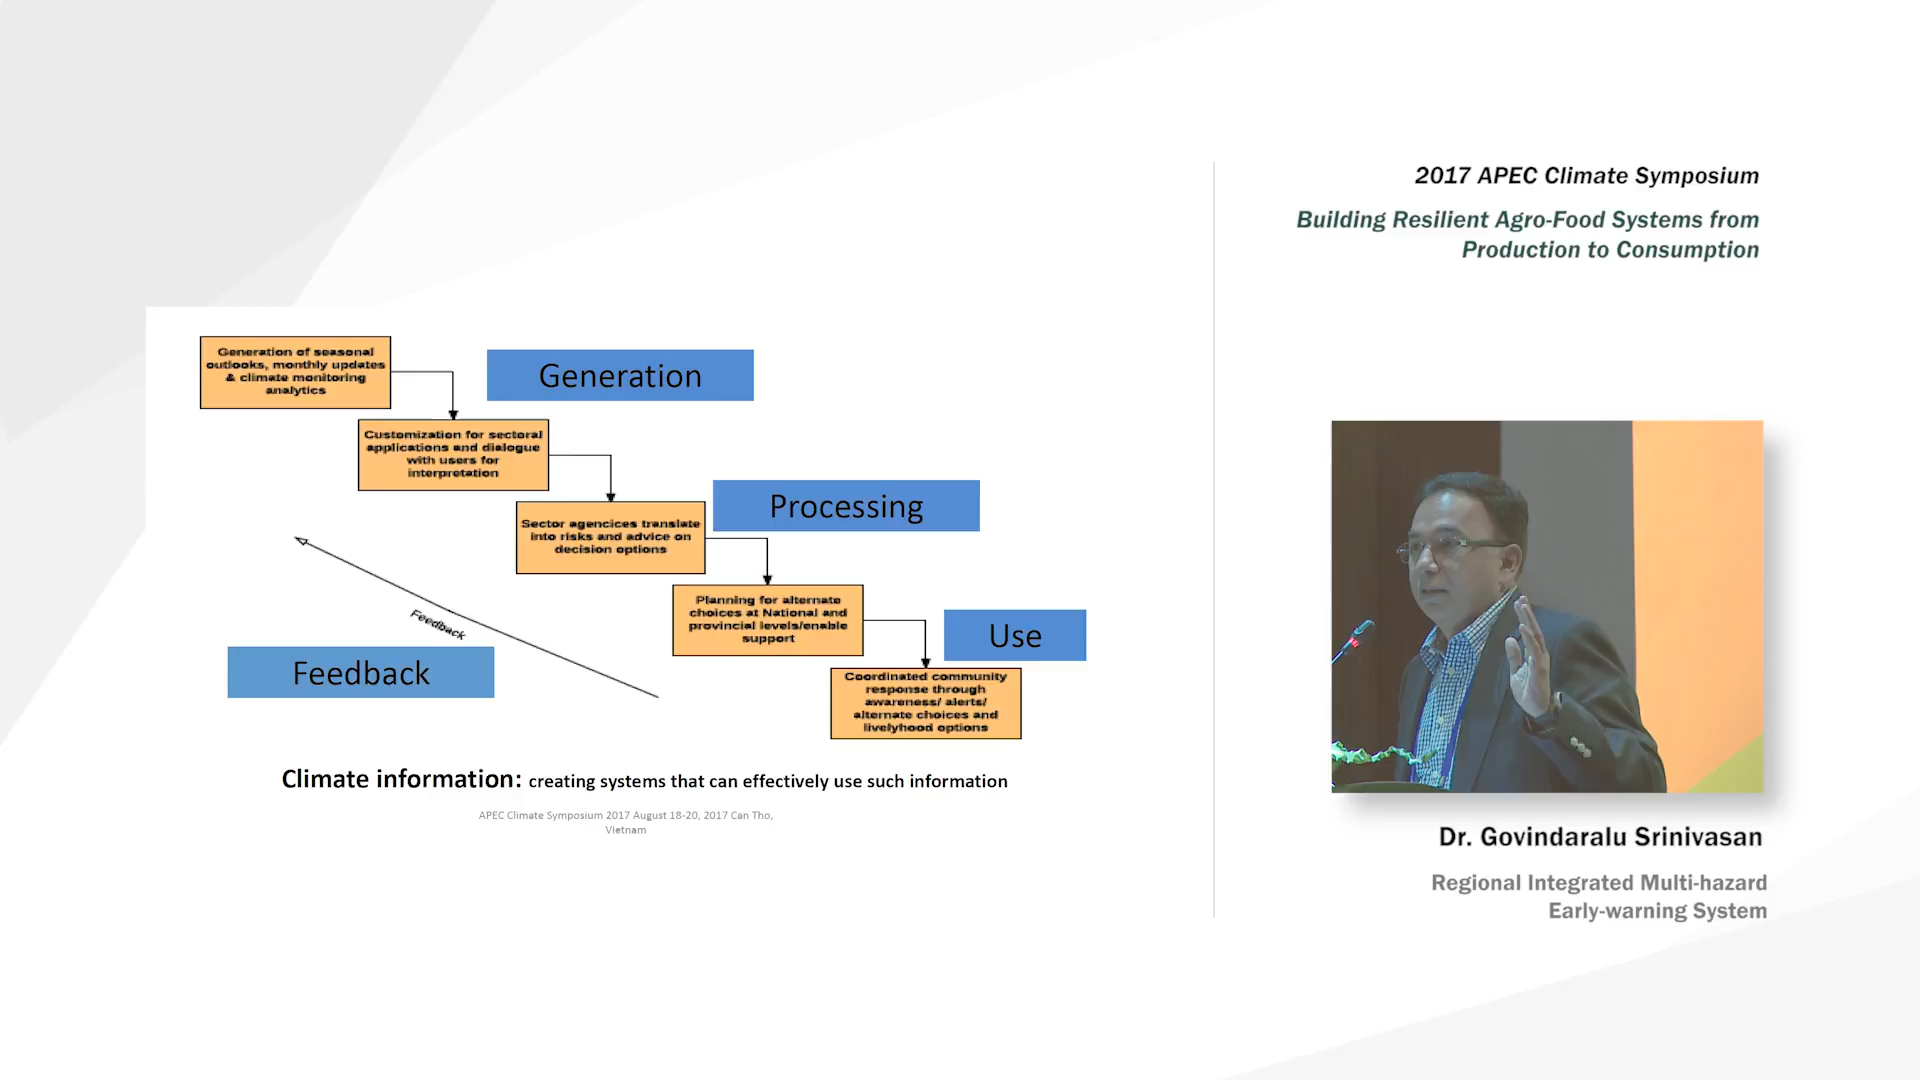 2017 APEC Climate Symposium
Building Resilient Agro-Food Systems from
Production to Consumption
Generation of seasonal
outlooks, monthly updates
& climate monitoring
analytics
Generation
Customization for sectoral
applications and dialogue
with users for
interpretation
Processing
Sector agencices translate
into risks and advice on
decision options
Planning for alternate
choices at National and
provincial levels/enable
support
Use
Feedback
Feedback
Coordinated community
response through
awareness/ alerts/
alternate choices and
livelyhood options
Climate information: creating systems that can effectively use such information
APEC Climate Symposium 2017 August 18-20, 2017 Can Tho,
Vietnam
Dr. Govindaralu Srinivasan
Regional Integrated Multi-hazard
Early-warning System